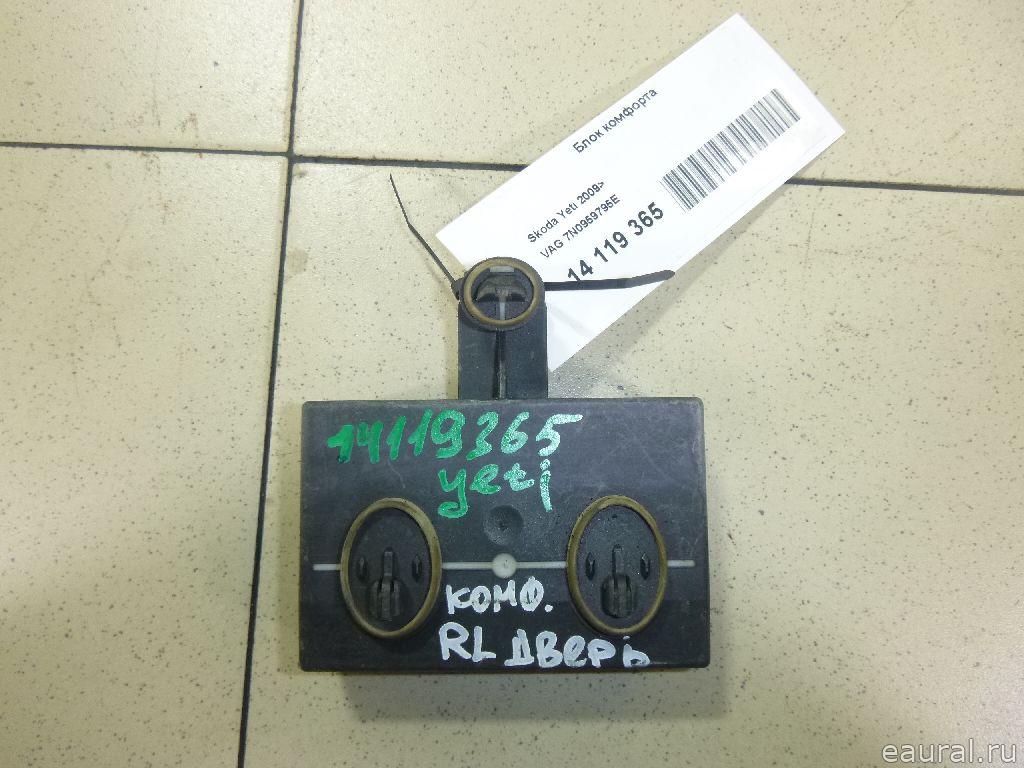 Блок комфорта
Skoda Yeti 2009>
VAG 7N0959795E
14 119 365
14119365
yeti
комф.
RL дверь
eaural.ru